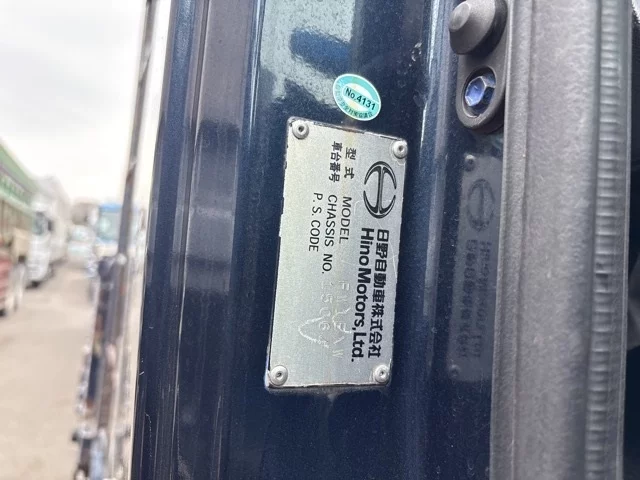 No.4131
日野自動車株式会社
Hino Motors, Ltd.
型式 MODEL
車台番号 CHASSIS NO.
P.S.CODE